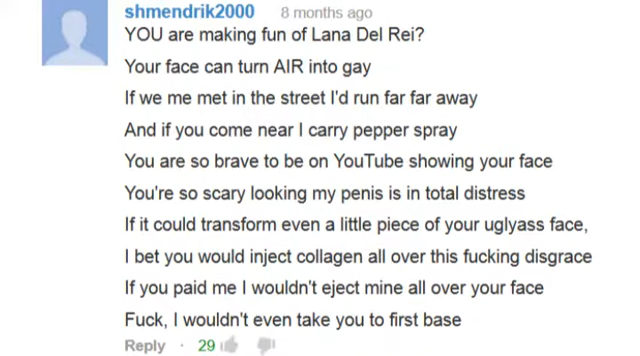 shmendrik2000 8 months ago
YOU are making fun of Lana Del Rei?
Your face can turn AIR into gay
If we me met in the street I'd run far far away
And if you come near I carry pepper spray
You are so brave to be on YouTube showing your face
You're so scary looking my penis is in total distress
If it could transform even a little piece of your uglyass face,
I bet you would inject collagen all over this fucking disgrace
If you paid me I wouldn't eject mine all over your face
Fuck, I wouldn't even take you to first base
Reply · 29